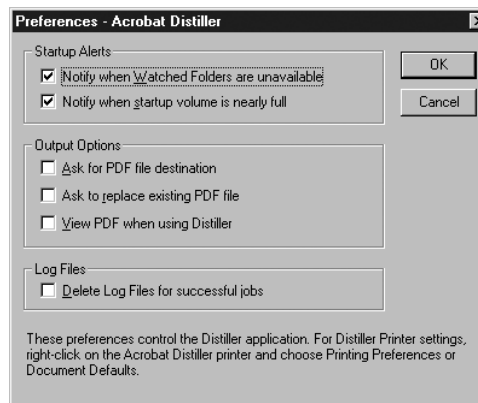 Preferences - Acrobat Distiller
Startup Alerts
Notify when Watched Folders are unavailable
Notify when startup volume is nearly full
OK
Cancel
Output Options
Ask for PDF file destination
Ask to replace existing PDF file
View PDF when using Distiller
Log Files
Delete Log Files for successful jobs
These preferences control the Distiller application. For Distiller Printer settings,
right-click on the Acrobat Distiller printer and choose Printing Preferences or
Document Defaults.